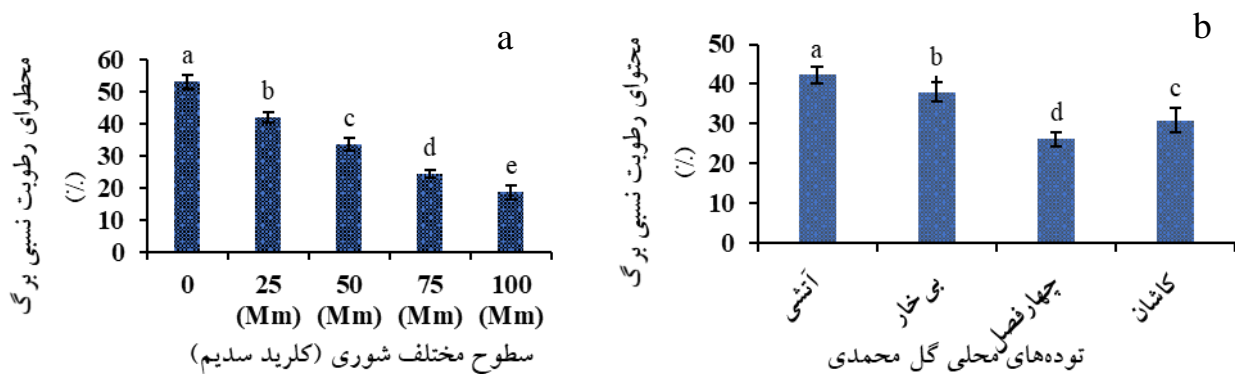 a
محطوای رطوبت نسبی برگ
(٪)
60
50
40
30
20
10
0
a
b
c
d
e
0
25
50
75
100
(Mm)
(Mm)
(Mm)
(Mm)
سطوح مختلف شوری (کلرید سدیم)
b
محتوای رطوبت نسبی برگ
(٪)
50
40
30
20
10
0
a
b
d
c
آتشی
بی خار
چهارفصل
کاشان
توده‌های محلی گل محمدی